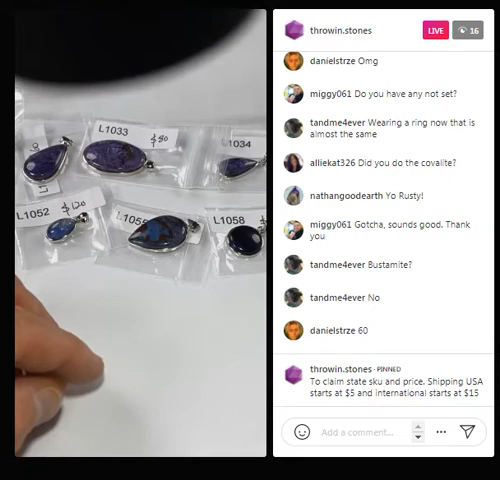 throwin.stones LIVE 16
danielstrze Omg
miggy061 Do you have any not set?
tandme4ever Wearing a ring now that is
almost the same
alliekat326 Did you do the covalite?
nathangoodearth Yo Rusty!
miggy061 Gotcha, sounds good. Thank
you
tandme4ever Bustamite?
tandme4ever No
danielstrze 60
throwin.stones · PINNED
To claim state sku and price. Shipping USA
starts at $5 and international starts at $15
Add a comment...
L1033 $80
L1034
L1052 $120
L1055
L1058